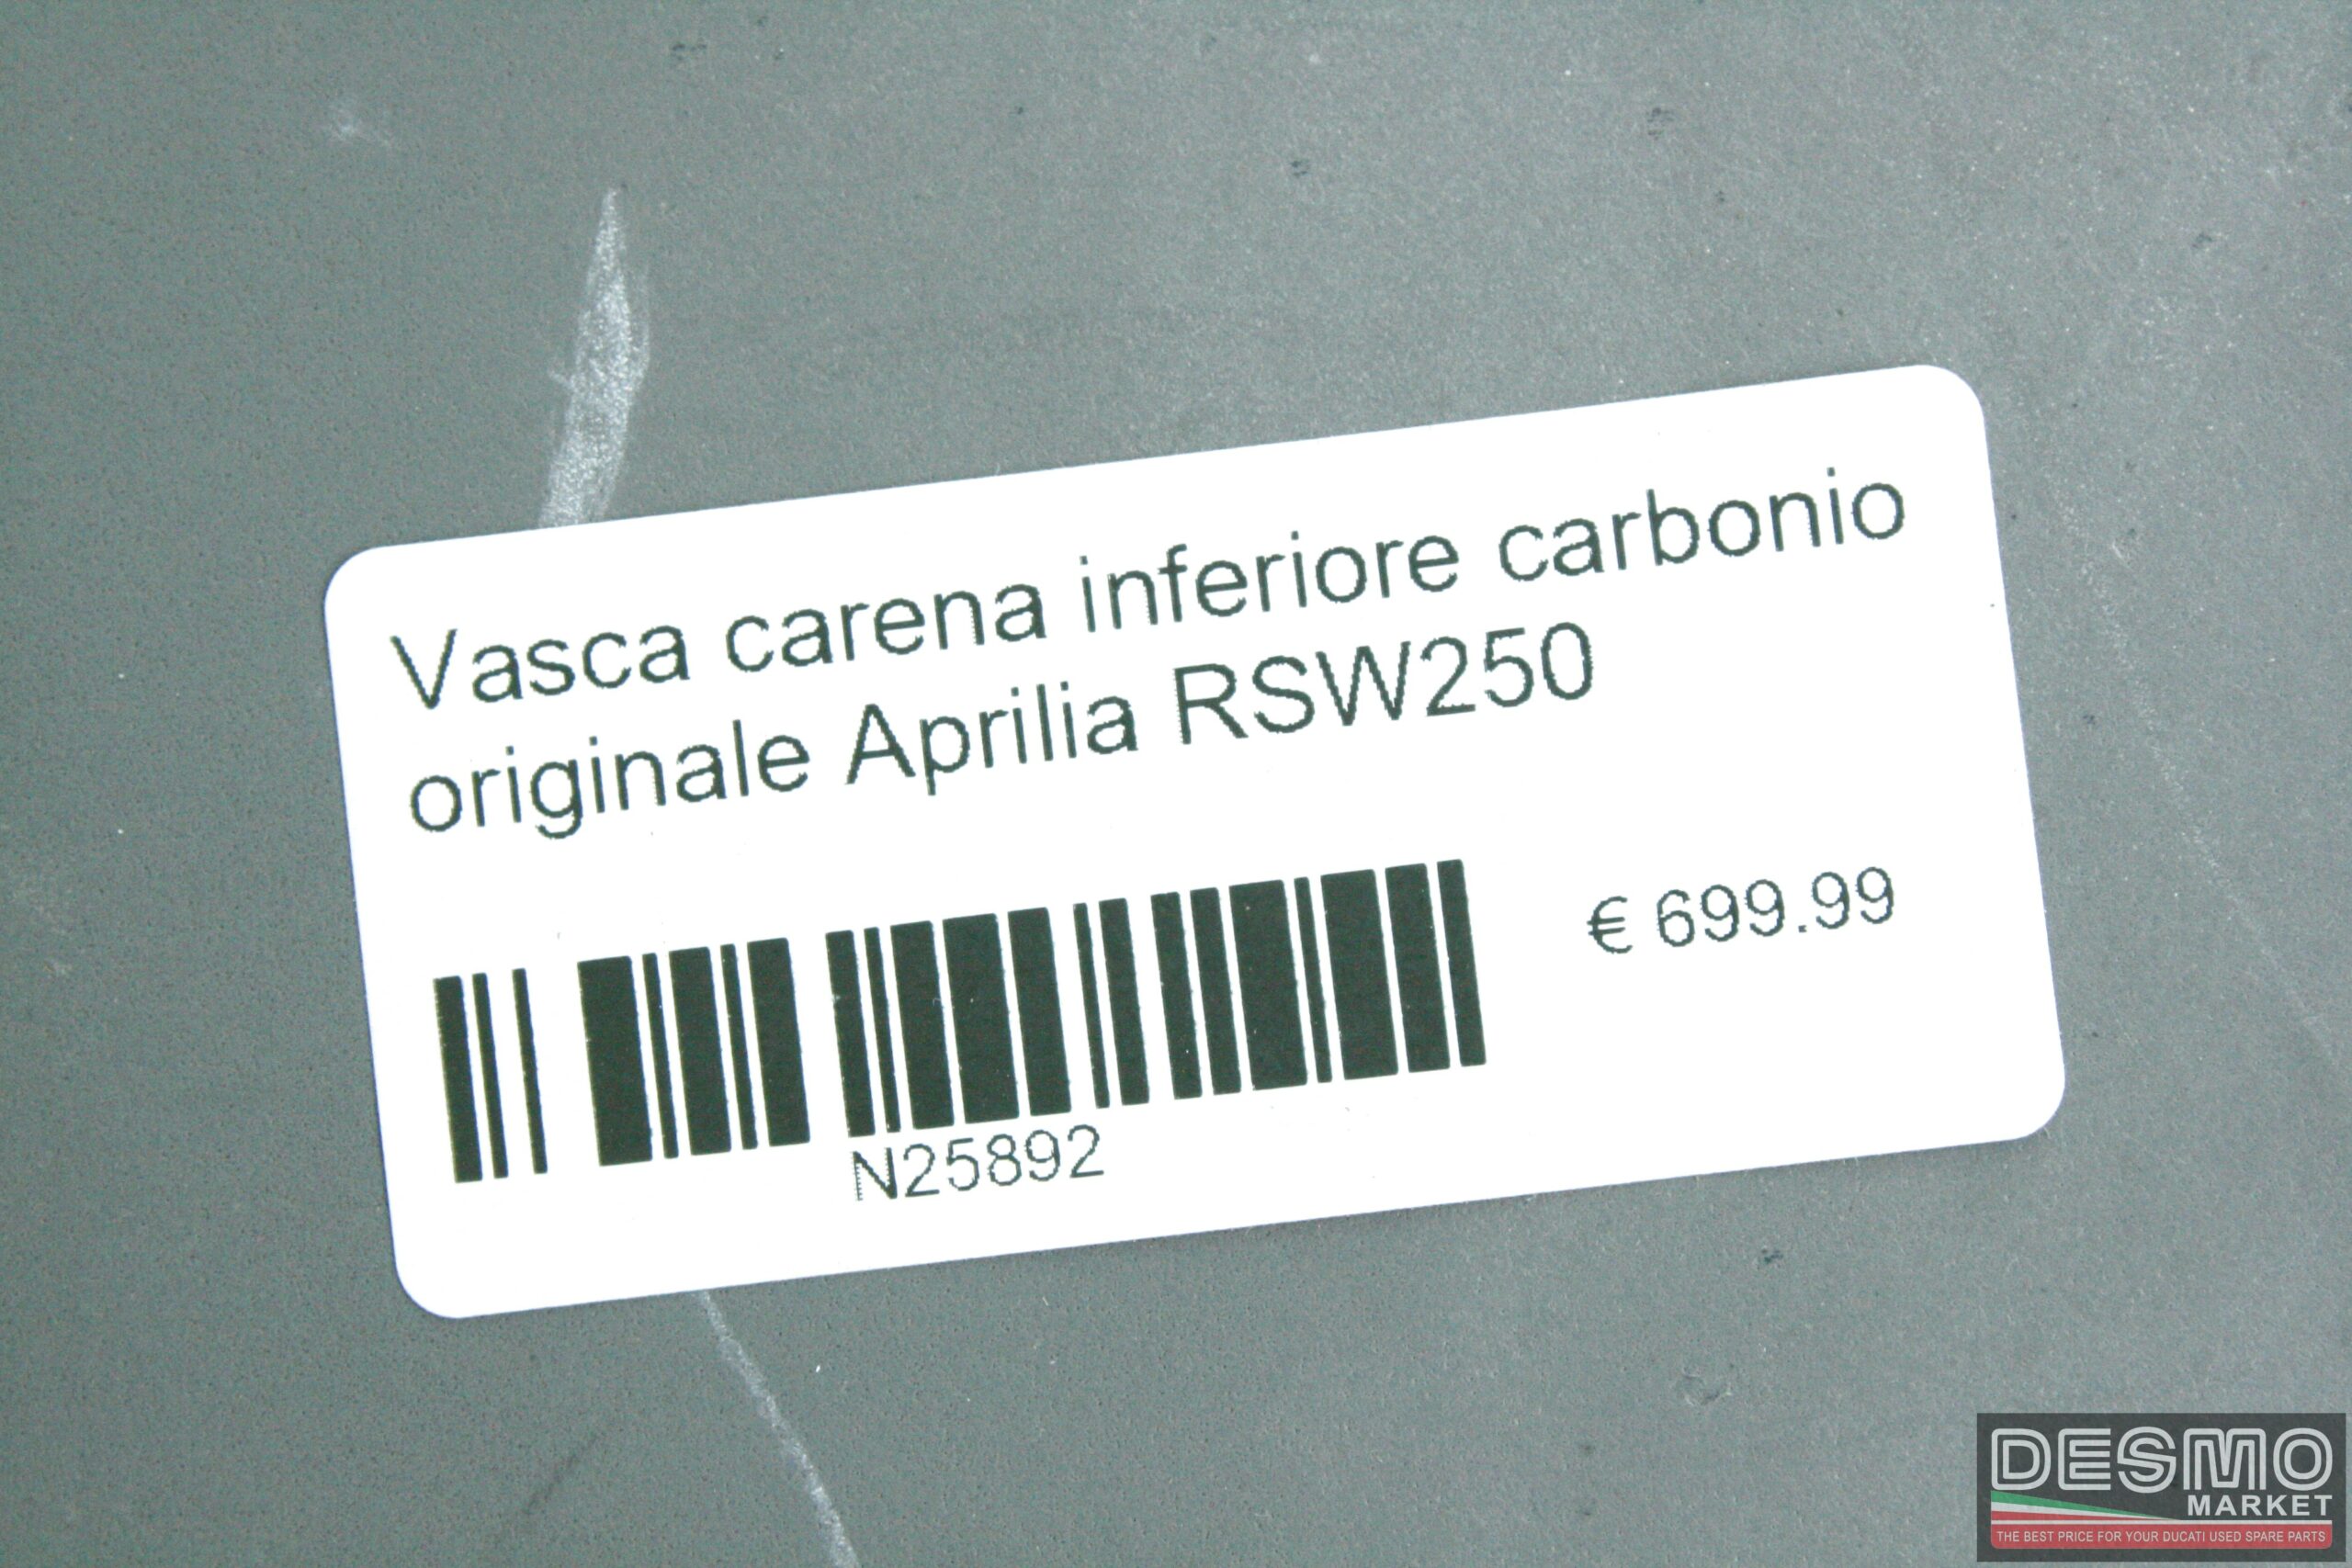 Vasca carena inferiore carbonio
originale Aprilia RSW250
€ 699.99
N25892
DESMO
MARKET
THE BEST PRICE FOR YOUR DUCATI USED SPARE PARTS